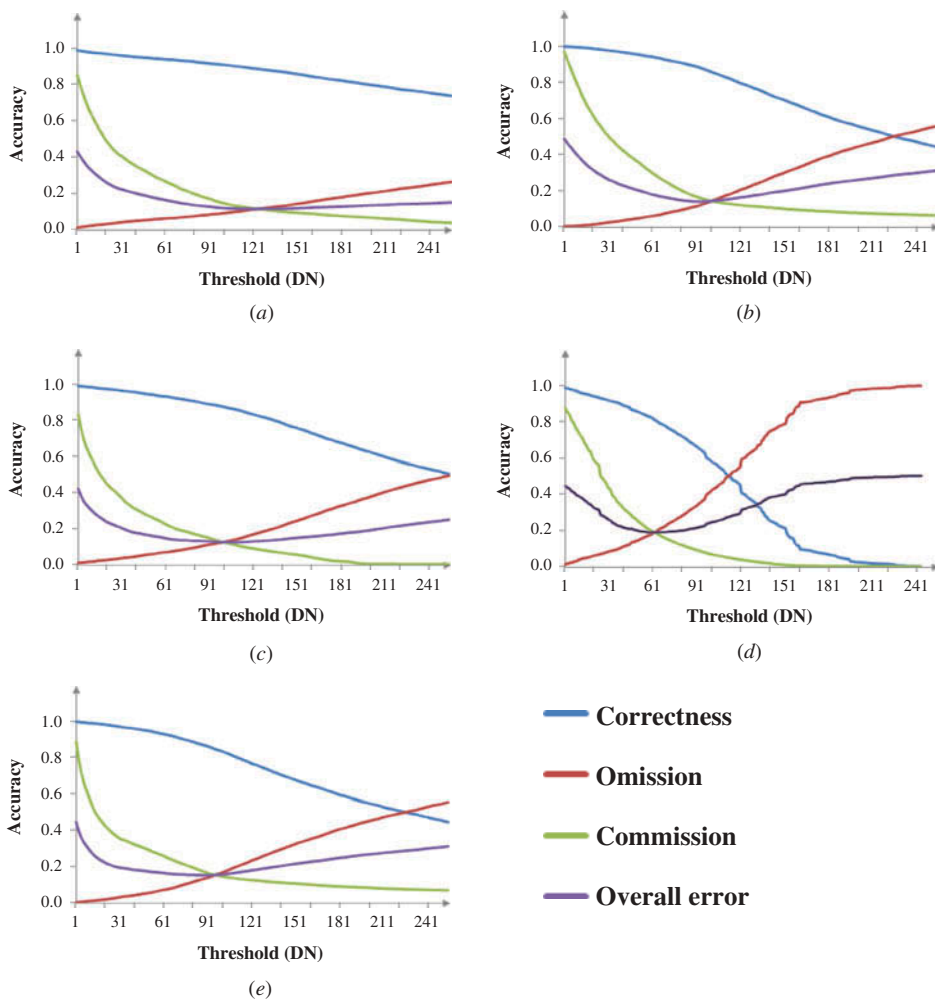 Accuracy
1.0
0.8
0.6
0.4
0.2
0.0
1 31 61 91 121 151 181 211 241
Threshold (DN)
(a)
Accuracy
1.0
0.8
0.6
0.4
0.2
0.0
1 31 61 91 121 151 181 211 241
Threshold (DN)
(b)
Accuracy
1.0
0.8
0.6
0.4
0.2
0.0
1 31 61 91 121 151 181 211 241
Threshold (DN)
(c)
Accuracy
1.0
0.8
0.6
0.4
0.2
0.0
1 31 61 91 121 151 181 211 241
Threshold (DN)
(d)
Accuracy
1.0
0.8
0.6
0.4
0.2
0.0
1 31 61 91 121 151 181 211 241
Threshold (DN)
(e)
Correctness
Omission
Commission
Overall error